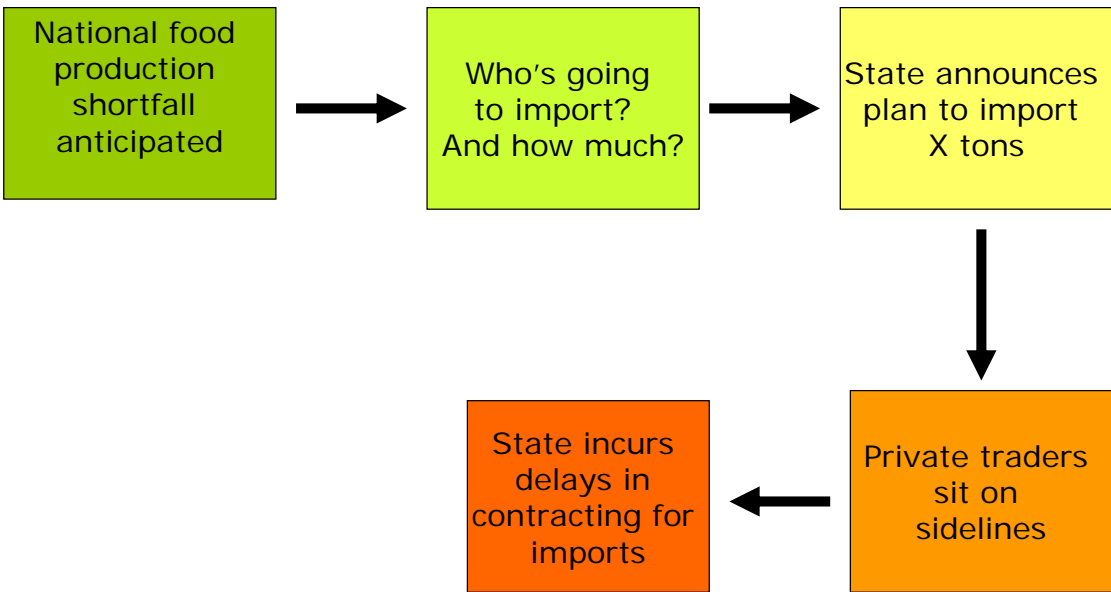 National food
production
shortfall
anticipated
Who's going
to import?
And how much?
State announces
plan to import
X tons
Private traders
sit on
sidelines
State incurs
delays in
contracting for
imports